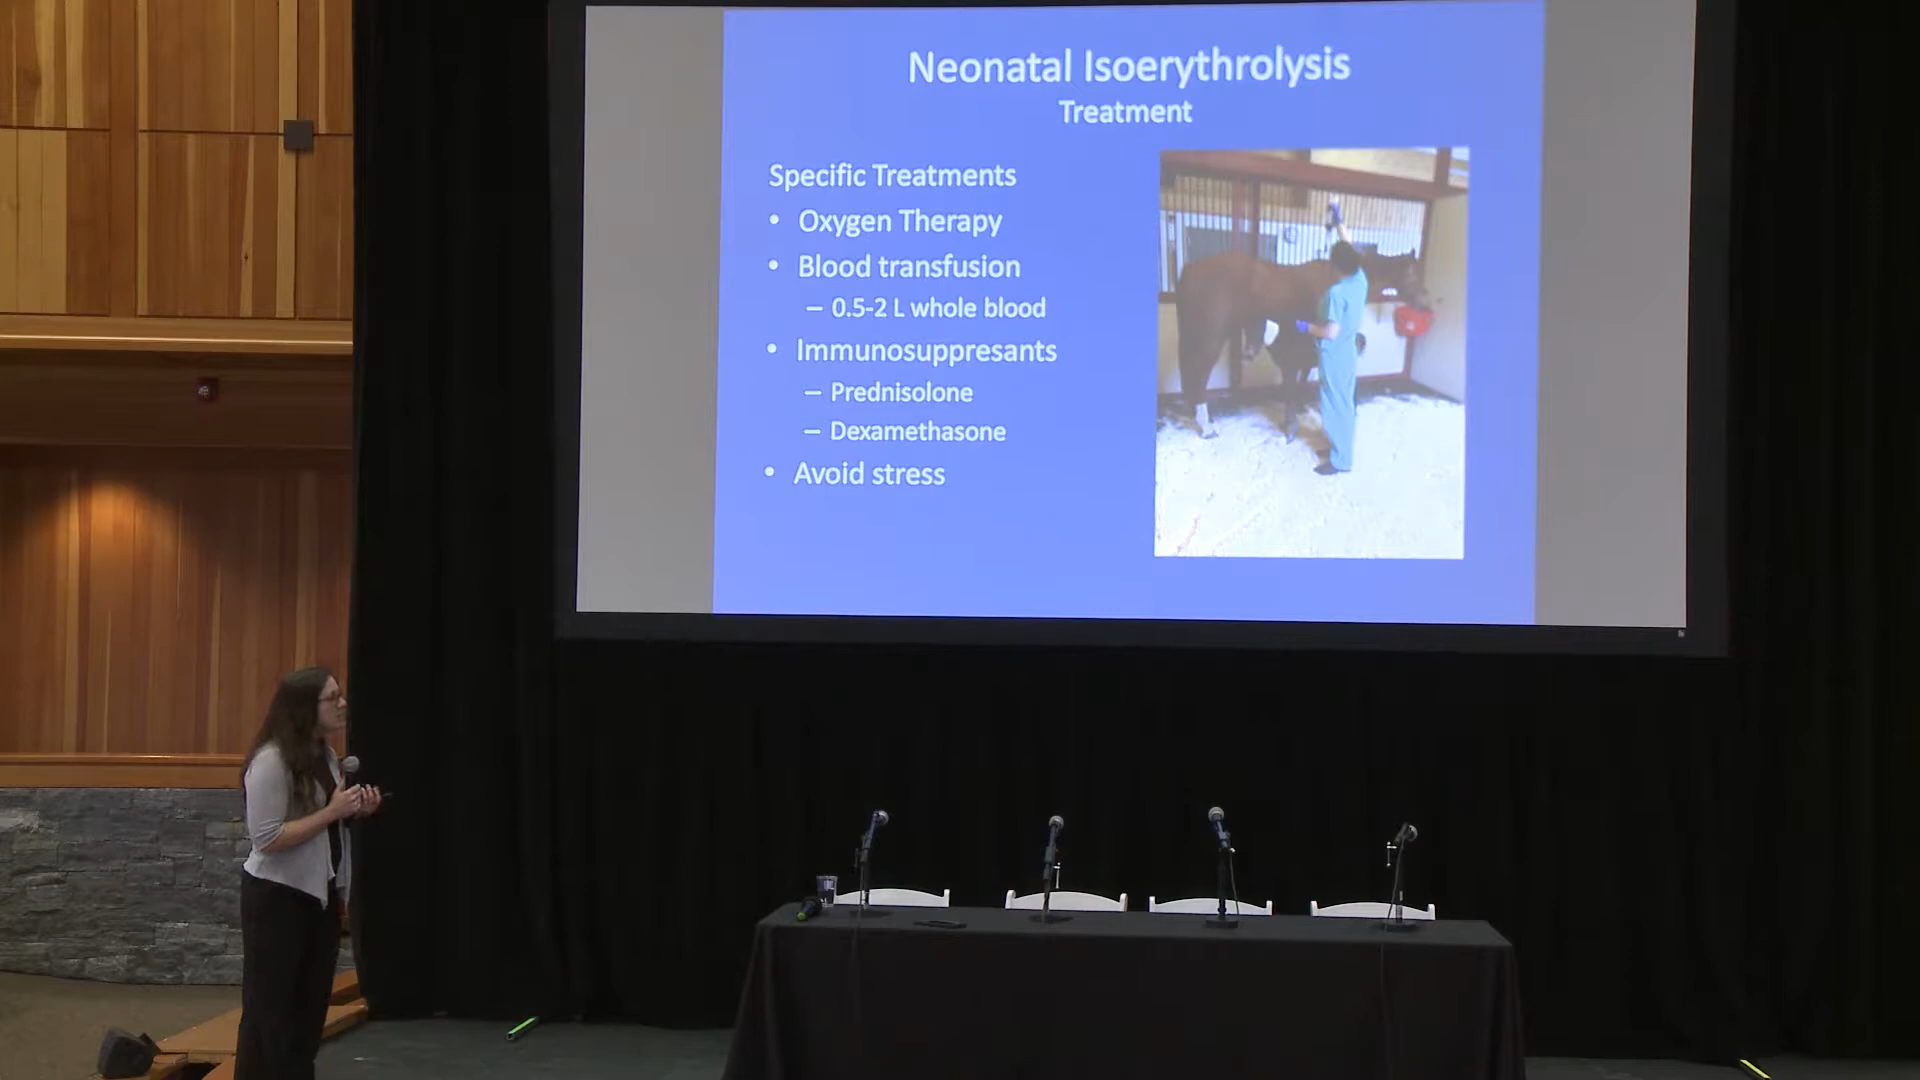 Neonatal Isoerythrolysis
Treatment
Specific Treatments
• Oxygen Therapy
• Blood transfusion
– 0.5-2 L whole blood
• Immunosuppresants
– Prednisolone
– Dexamethasone
• Avoid stress